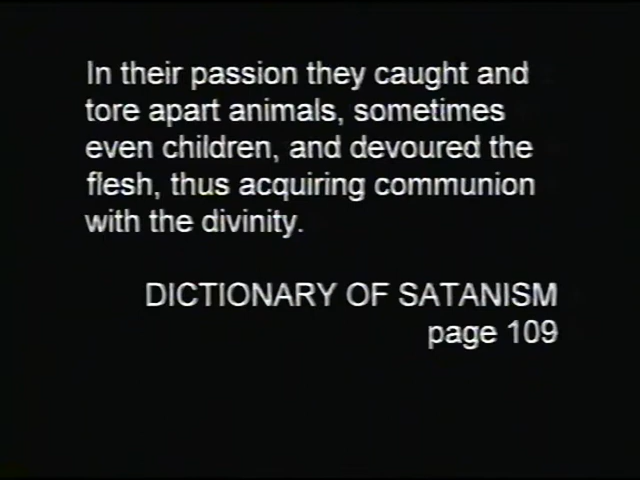 In their passion they caught and
tore apart animals, sometimes
even children, and devoured the
flesh, thus acquiring communion
with the divinity.
DICTIONARY OF SATANISM
page 109